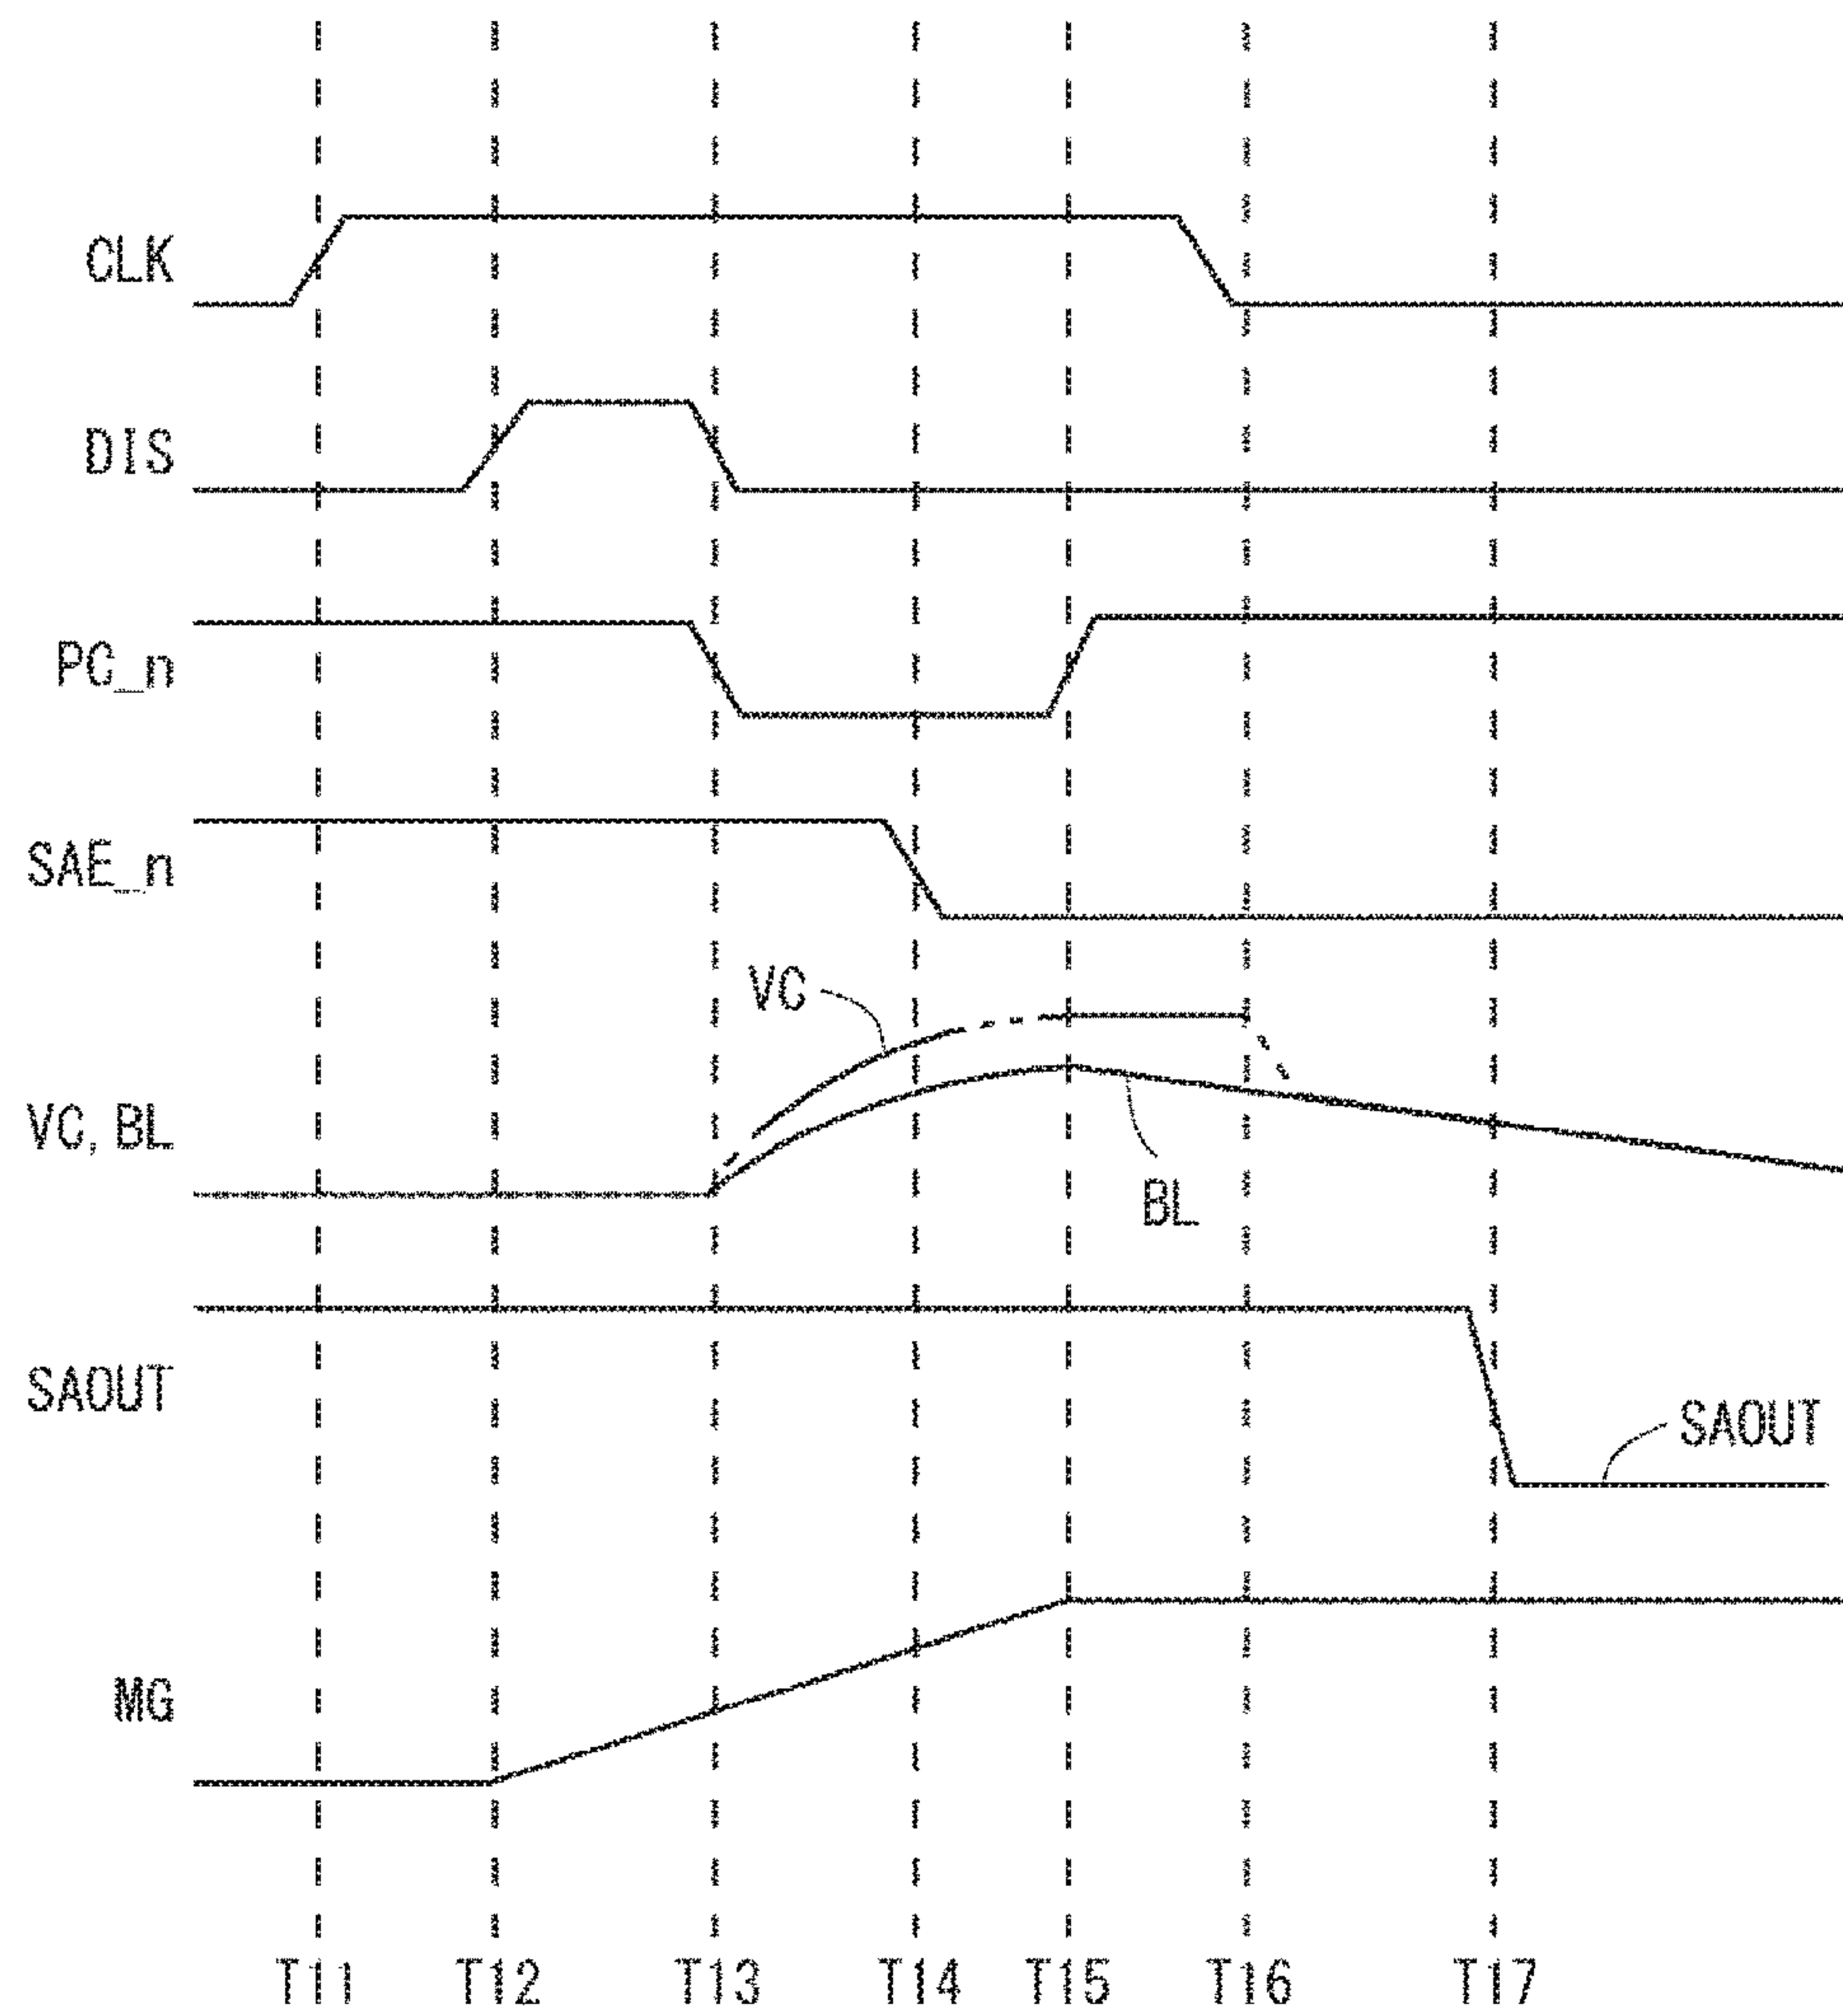 CLK
DIS
PC_n
SAE_n
VC
VC, BL
BL
SAOUT
SAOUT
MG
T11 T12 T13 T14 T15 T16 T17